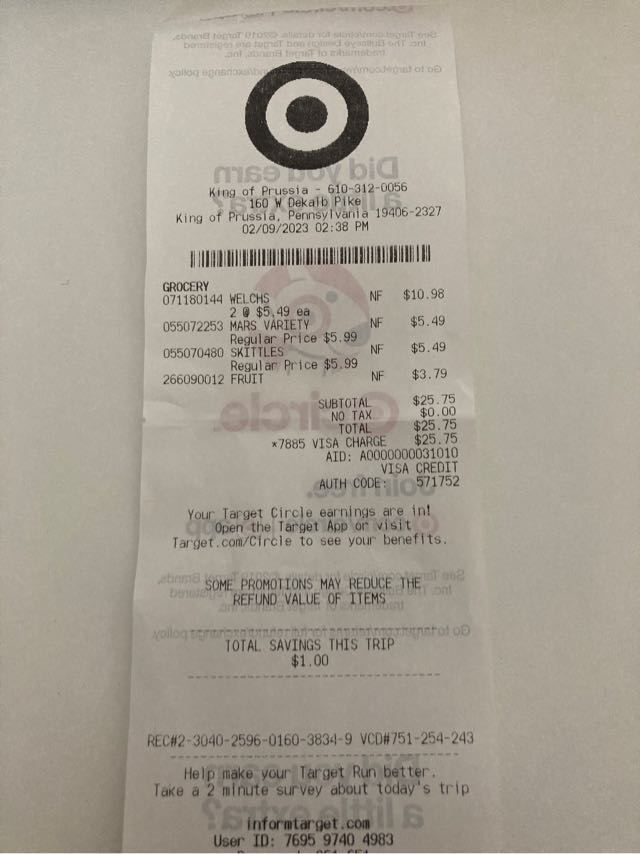 King of Prussia - 610-312-0056
160 W Dekalb Pike
King of Prussia, Pennsylvania 19406-2327
02/09/2023 02:38 PM
GROCERY
071180144 WELCHS NF $10.98
2 @ $5.49 ea
055072253 MARS VARIETY NF $5.49
Regular Price $5.99
055070480 SKITTLES NF $5.49
Regular Price $5.99
266090012 FRUIT NF $3.79
SUBTOTAL $25.75
NO TAX $0.00
TOTAL $25.75
*7885 VISA CHARGE $25.75
AID: A0000000031010
VISA CREDIT
AUTH CODE: 571752
Your Target Circle earnings are in!
Open the Target App or visit
Target.com/Circle to see your benefits.
SOME PROMOTIONS MAY REDUCE THE
REFUND VALUE OF ITEMS
TOTAL SAVINGS THIS TRIP
$1.00
REC#2-3040-2596-0160-3834-9 VCD#751-254-243
Help make your Target Run better.
Take a 2 minute survey about today's trip
informtarget.com
User ID: 7695 9740 4983